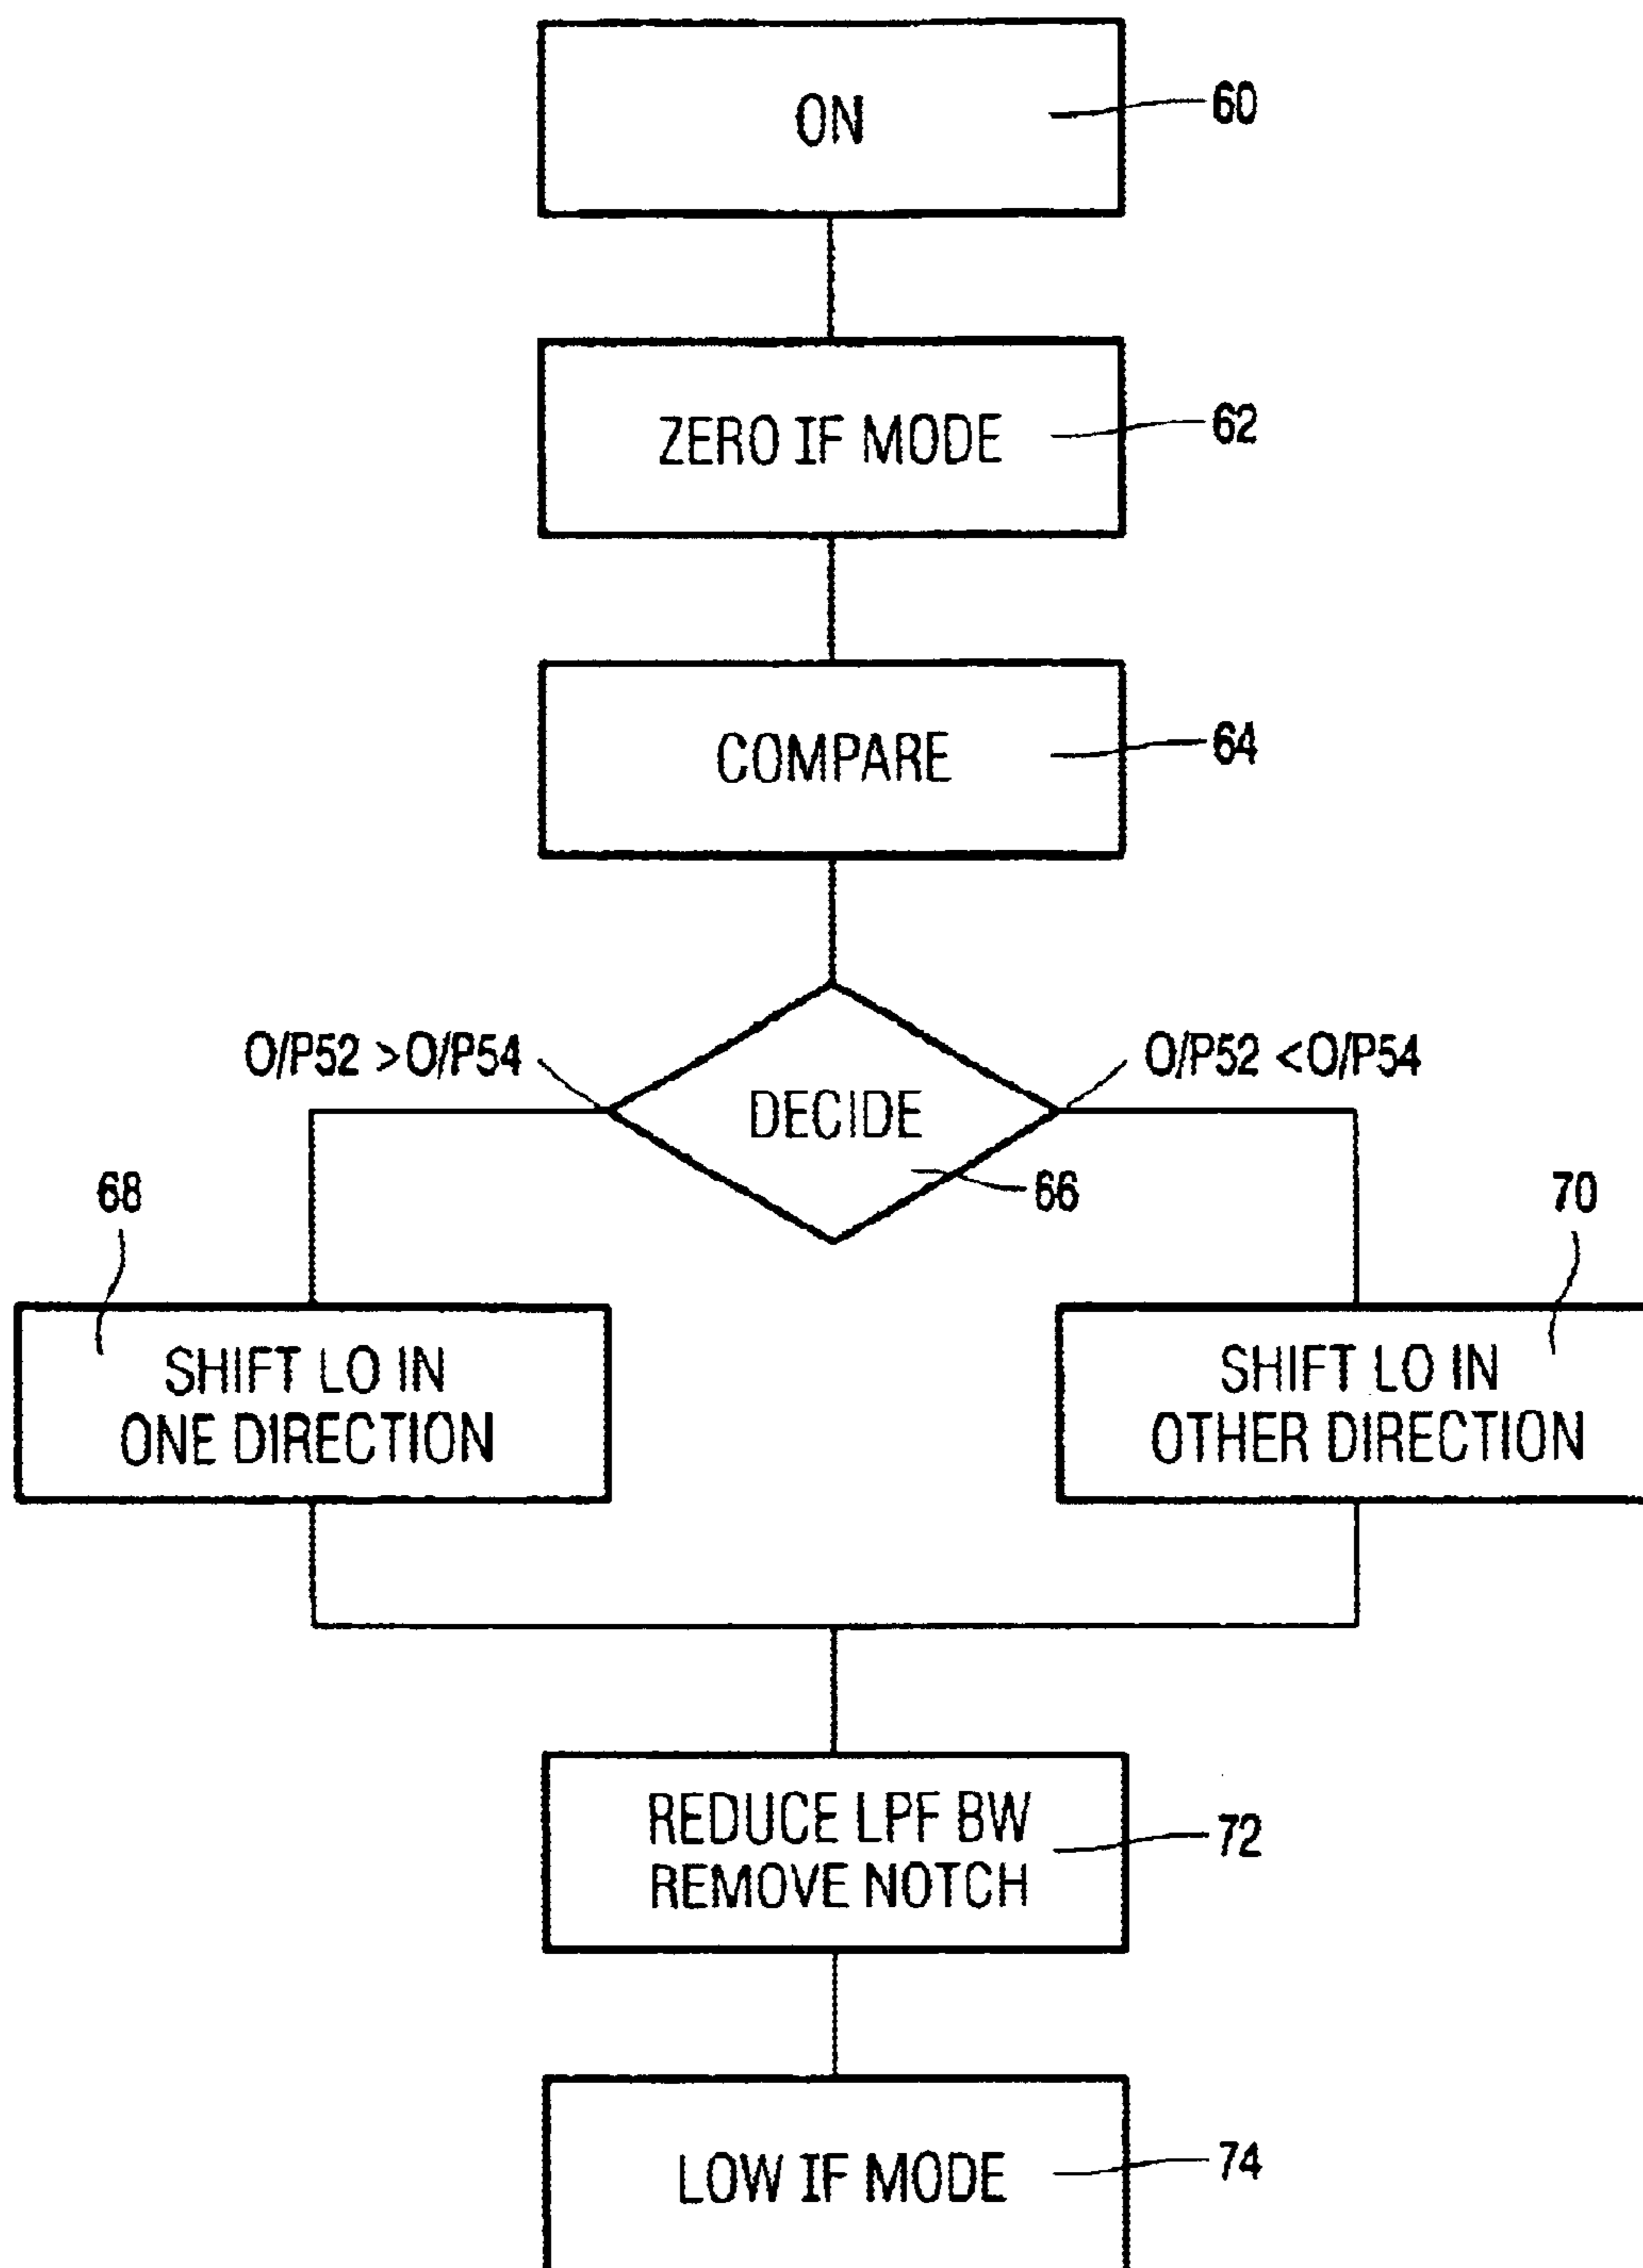 ON
60
ZERO IF MODE
62
COMPARE
64
O/P52 >O/P54
O/P52 <O/P54
DECIDE
66
68
70
SHIFT LO IN
ONE DIRECTION
SHIFT LO IN
OTHER DIRECTION
REDUCE LPF BW
REMOVE NOTCH
72
LOW IF MODE
74